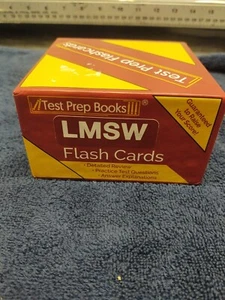 Test Prep Flashcards
Test Prep Books ®
Guaranteed
to Raise
Your Score
LMSW
Flash Cards
• Detailed Review
• Practice Test Questions
• Answer Explanations